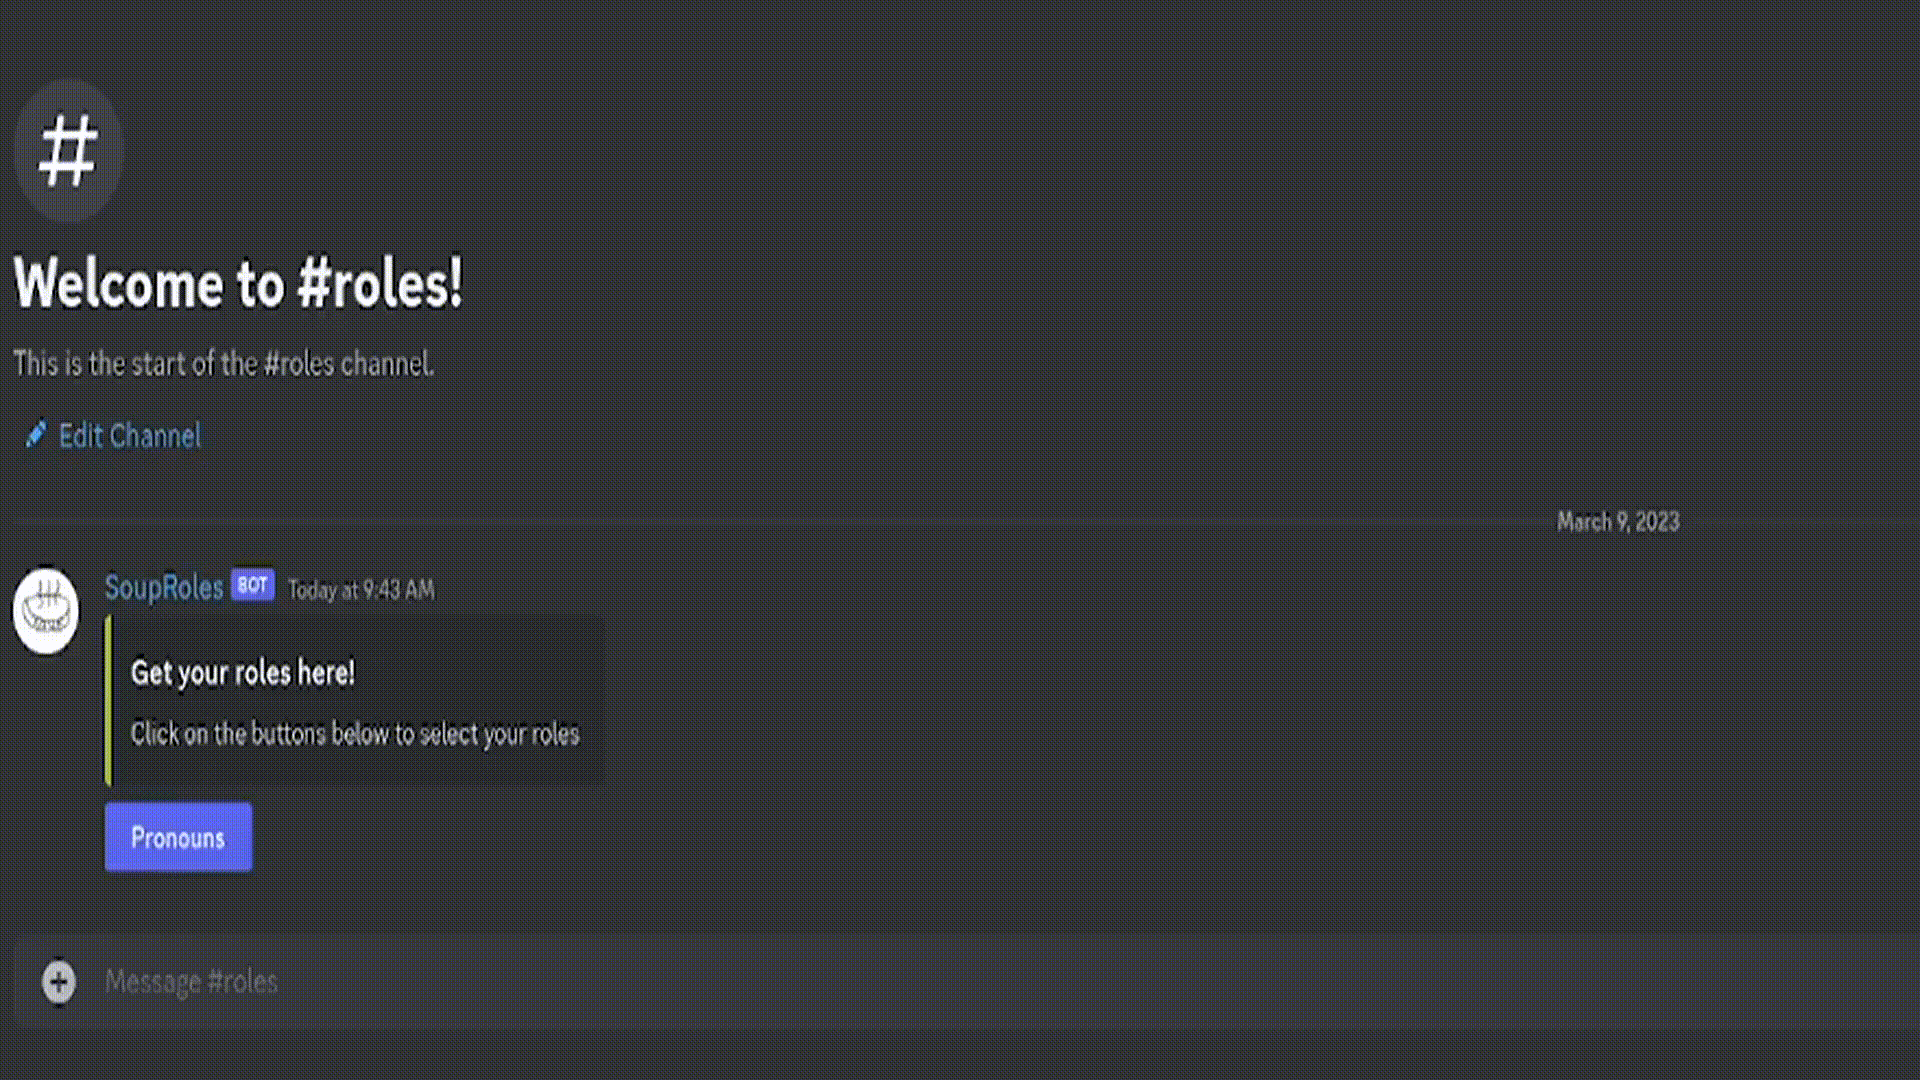 #
Welcome to #roles!
This is the start of the #roles channel.
Edit Channel
March 9, 2023
SoupRoles BOT Today at 9:43 AM
Get your roles here!
Click on the buttons below to select your roles
Pronouns
Message #roles